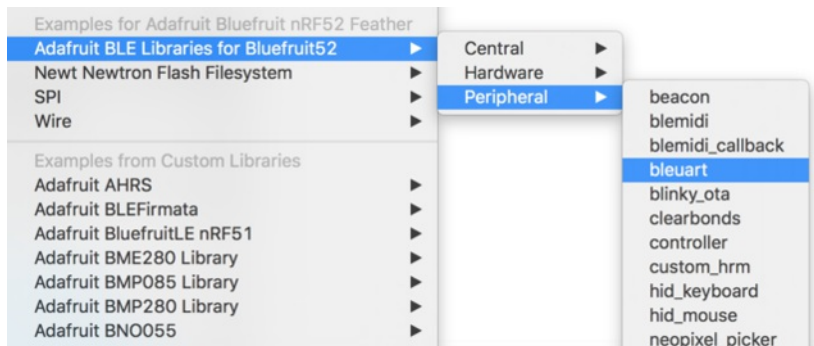 Examples for Adafruit Bluefruit nRF52 Feather
Adafruit BLE Libraries for Bluefruit52
Newt Newtron Flash Filesystem
SPI
Wire
Examples from Custom Libraries
Adafruit AHRS
Adafruit BLEFirmata
Adafruit BluefruitLE nRF51
Adafruit BME280 Library
Adafruit BMP085 Library
Adafruit BMP280 Library
Adafruit BNO055
Central
Hardware
Peripheral
beacon
blemidi
blemidi_callback
bleuart
blinky_ota
clearbonds
controller
custom_hrm
hid_keyboard
hid_mouse
neopixel_picker